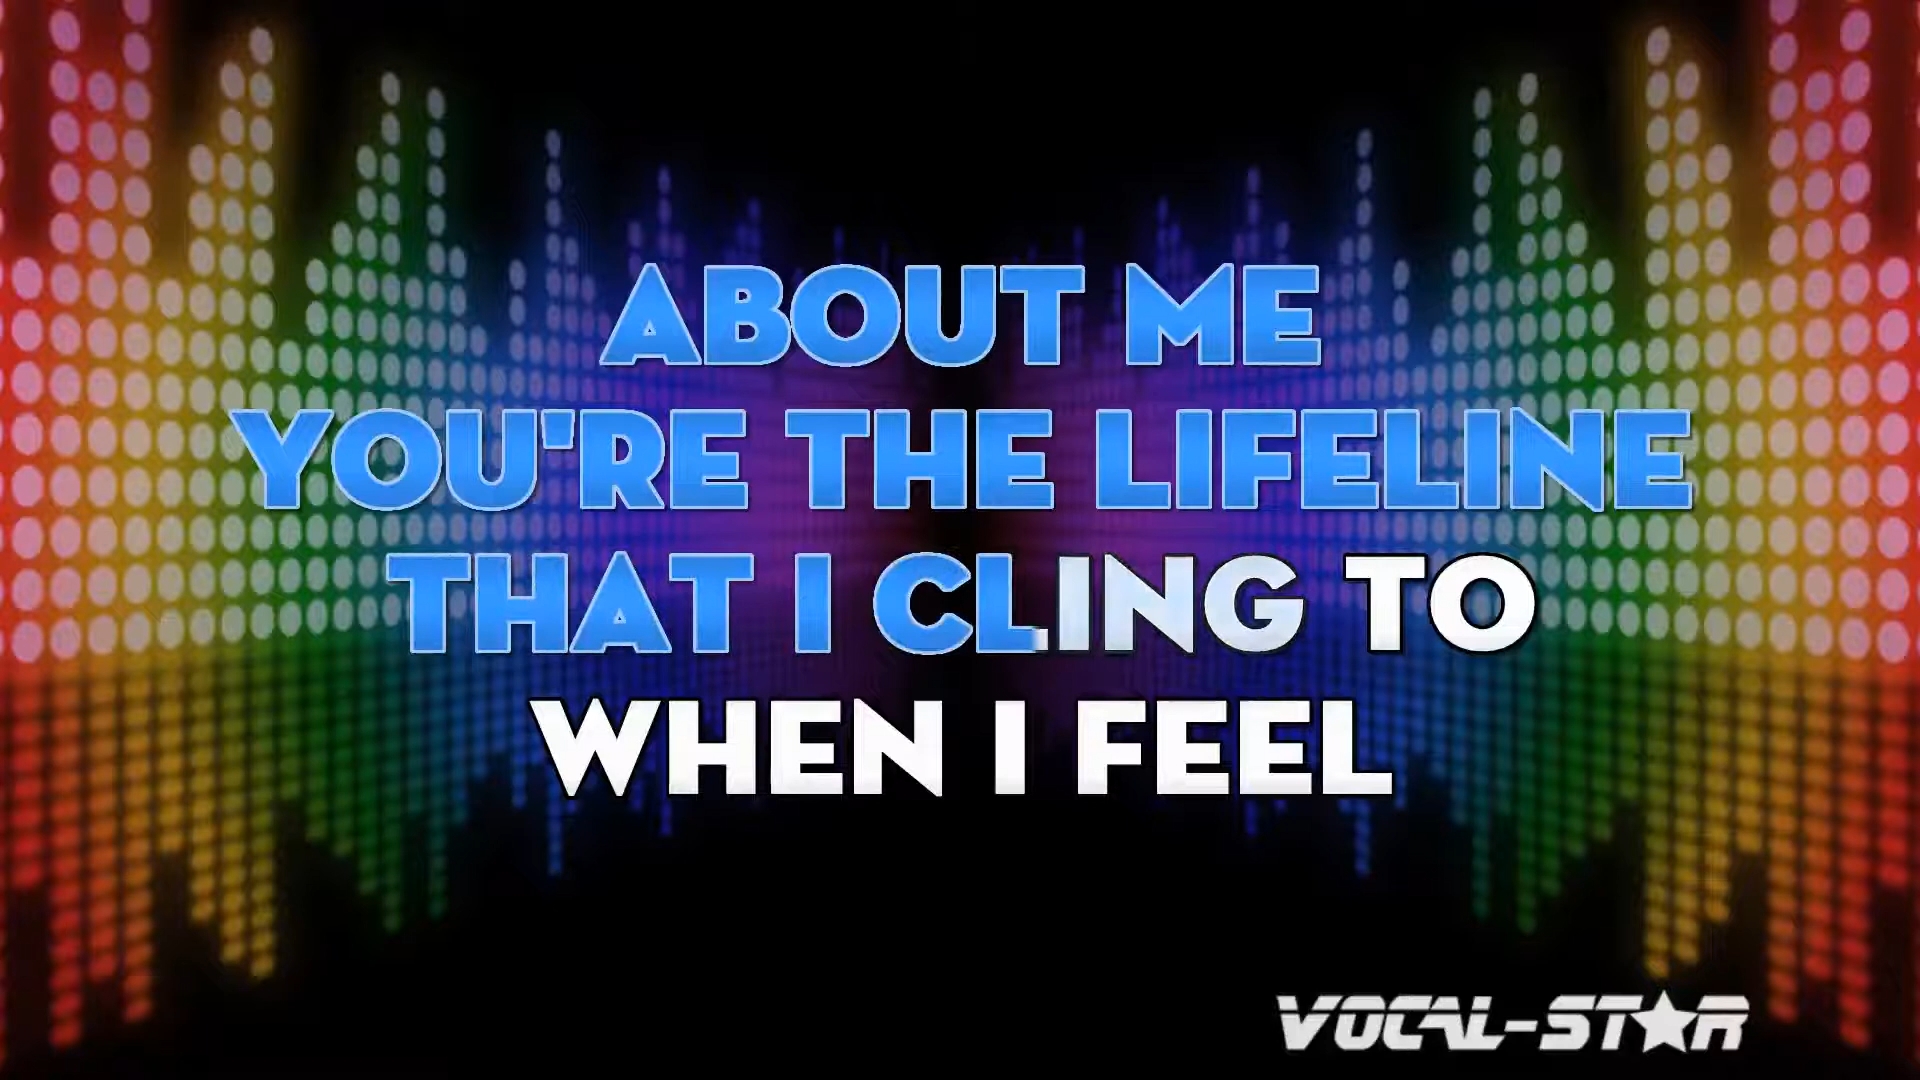 ABOUT ME
YOU'RE THE LIFELINE
THAT I CLING TO
WHEN I FEEL
VOCAL-STAR